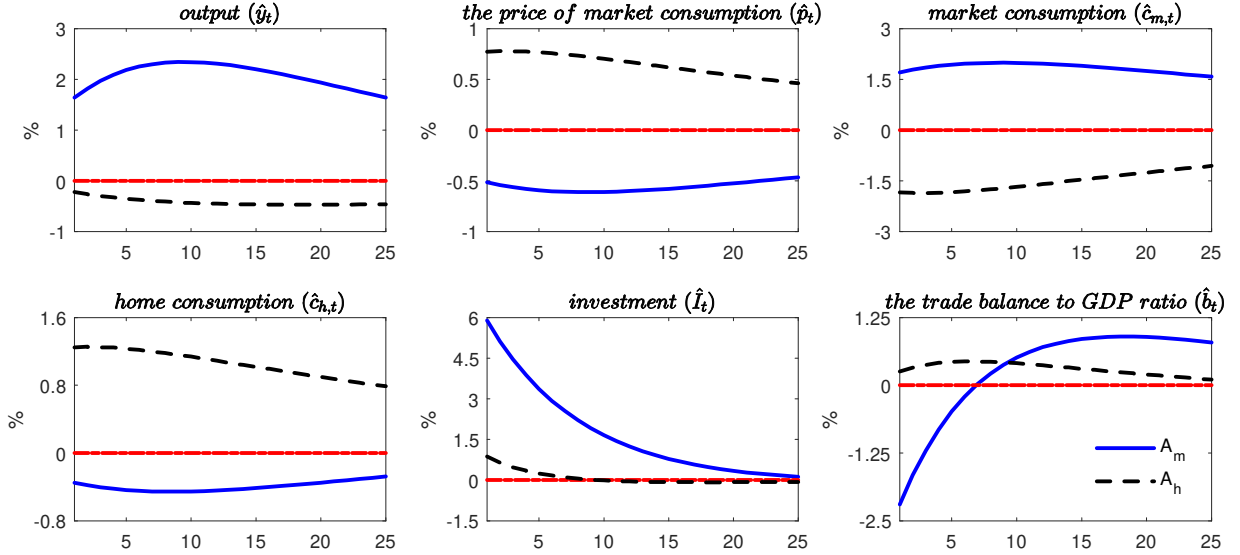 output (ŷₜ)
3
2
1
0
-1
%
5 10 15 20 25
the price of market consumption (p̂ₜ)
1
0.5
0
-0.5
-1
%
5 10 15 20 25
market consumption (ĉₘ,ₜ)
3
1.5
0
-1.5
-3
%
5 10 15 20 25
home consumption (ĉₕ,ₜ)
1.6
0.8
0
-0.8
%
5 10 15 20 25
investment (Îₜ)
6
4.5
3
1.5
0
-1.5
%
5 10 15 20 25
the trade balance to GDP ratio (b̂ₜ)
1.25
0
-1.25
-2.5
%
5 10 15 20 25
Aₘ
Aₕ